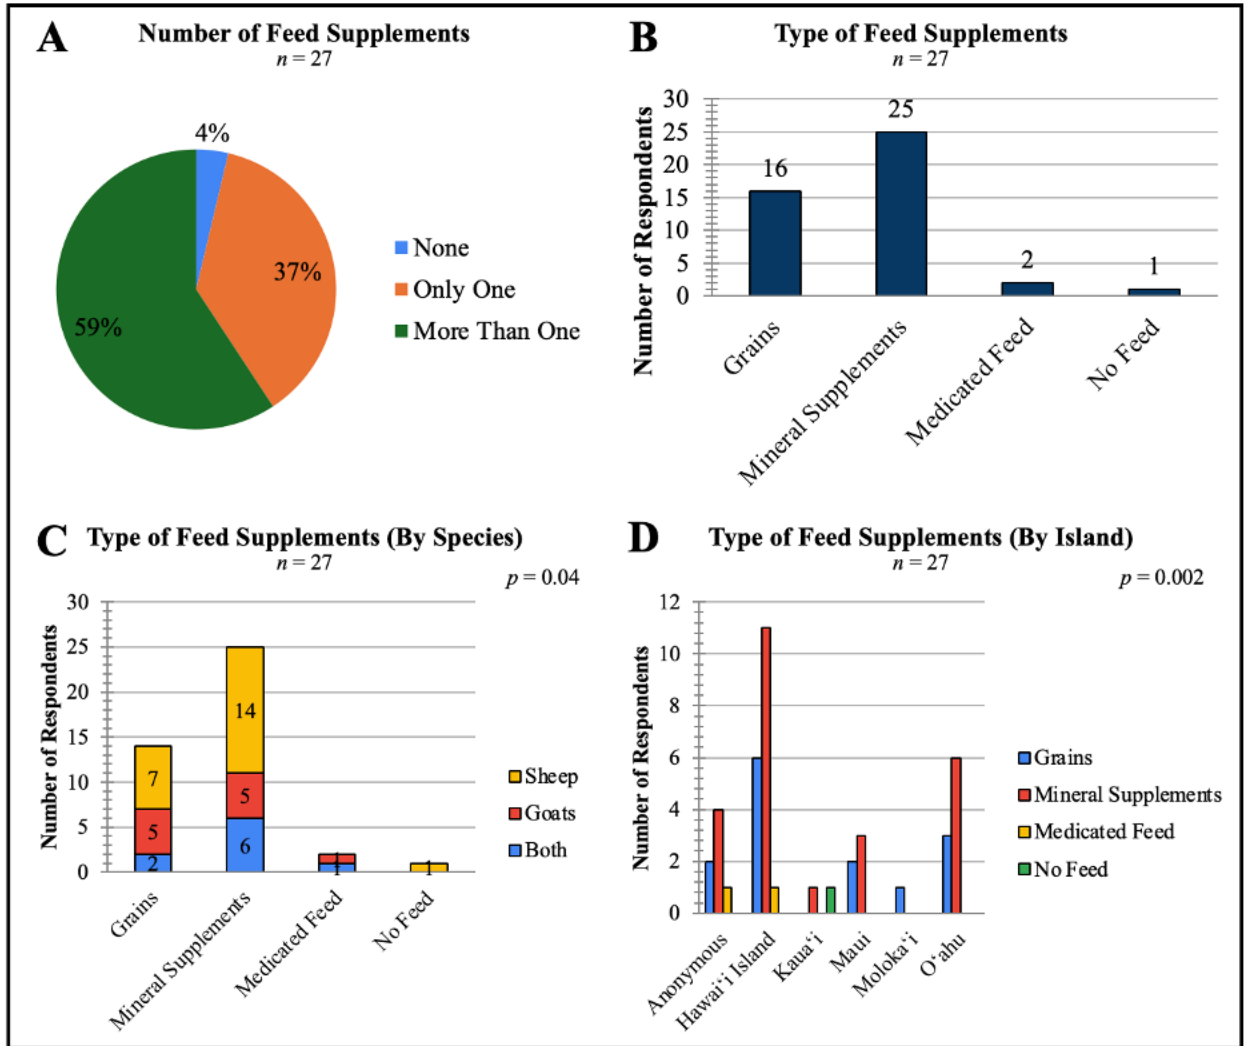 A
Number of Feed Supplements
n = 27
4%
37%
59%
None
Only One
More Than One
B
Type of Feed Supplements
n = 27
Number of Respondents
30
25
20
15
10
5
0
16
25
2
1
Grains
Mineral Supplements
Medicated Feed
No Feed
C
Type of Feed Supplements (By Species)
n = 27
p = 0.04
Number of Respondents
30
25
20
15
10
5
0
7
5
2
14
5
6
1
1
1
Grains
Mineral Supplements
Medicated Feed
No Feed
Sheep
Goats
Both
D
Type of Feed Supplements (By Island)
n = 27
p = 0.002
Number of Respondents
12
10
8
6
4
2
0
Anonymous
Hawaiʻi Island
Kauaʻi
Maui
Molokaʻi
Oʻahu
Grains
Mineral Supplements
Medicated Feed
No Feed